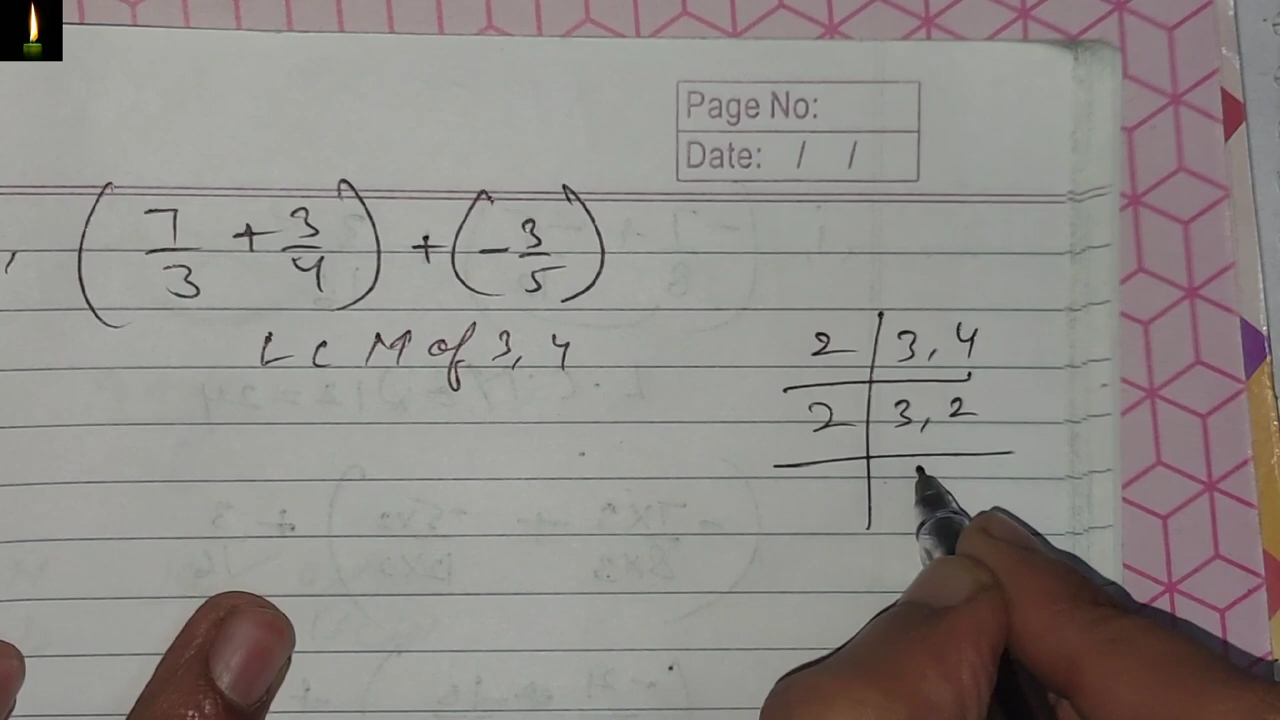 Page No:
Date: / /
, (7/3 + 3/4) + (-3/5)
LCM of 3, 4
2 | 3, 4
2 | 3, 2